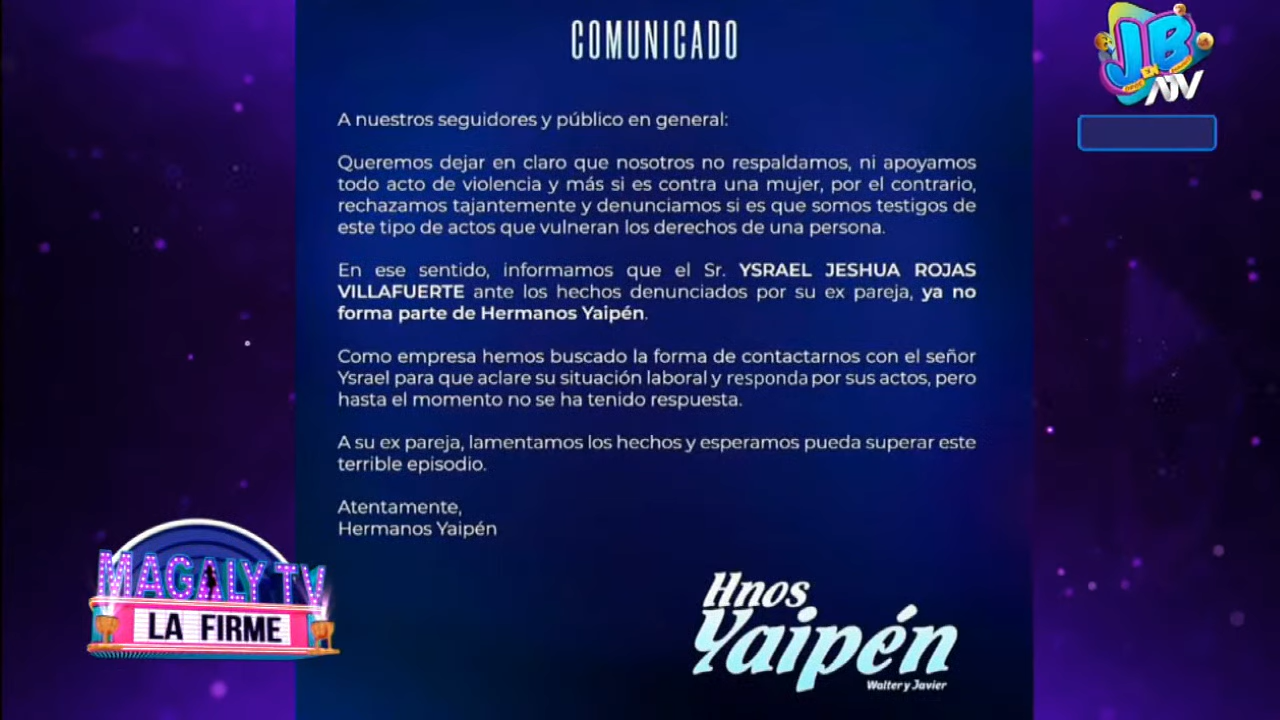 COMUNICADO
A nuestros seguidores y público en general:
Queremos dejar en claro que nosotros no respaldamos, ni apoyamos
todo acto de violencia y más si es contra una mujer, por el contrario,
rechazamos tajantemente y denunciamos si es que somos testigos de
este tipo de actos que vulneran los derechos de una persona.
En ese sentido, informamos que el Sr. YSRAEL JESHUA ROJAS
VILLAFUERTE ante los hechos denunciados por su ex pareja, ya no
forma parte de Hermanos Yaipén.
Como empresa hemos buscado la forma de contactarnos con el señor
Ysrael para que aclare su situación laboral y responda por sus actos, pero
hasta el momento no se ha tenido respuesta.
A su ex pareja, lamentamos los hechos y esperamos pueda superar este
terrible episodio.
Atentamente,
Hermanos Yaipén
Hnos
Yaipén
Walter y Javier
MAGALY TV
LA FIRME
JB
EN
ATV